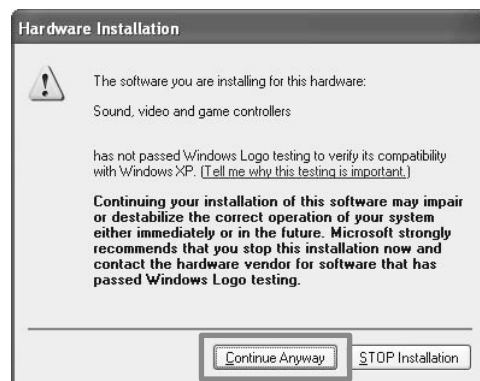 Hardware Installation
The software you are installing for this hardware:
Sound, video and game controllers
has not passed Windows Logo testing to verify its compatibility
with Windows XP. (Tell me why this testing is important.)
Continuing your installation of this software may impair
or destabilize the correct operation of your system
either immediately or in the future. Microsoft strongly
recommends that you stop this installation now and
contact the hardware vendor for software that has
passed Windows Logo testing.
Continue Anyway STOP Installation